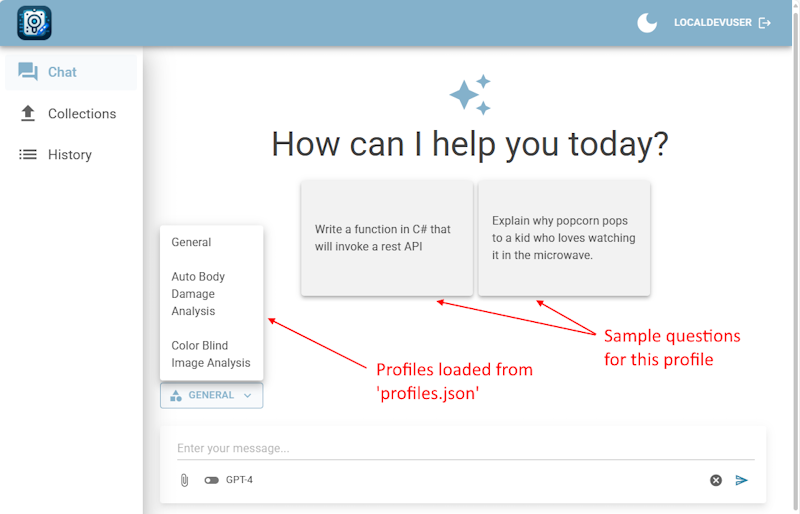 LOCALDEVUSER
Chat
Collections
History
How can I help you today?
Write a function in C# that
will invoke a rest API
Explain why popcorn pops
to a kid who loves watching
it in the microwave.
General
Auto Body
Damage
Analysis
Color Blind
Image Analysis
Sample questions
for this profile
Profiles loaded from
'profiles.json'
GENERAL
Enter your message...
GPT-4